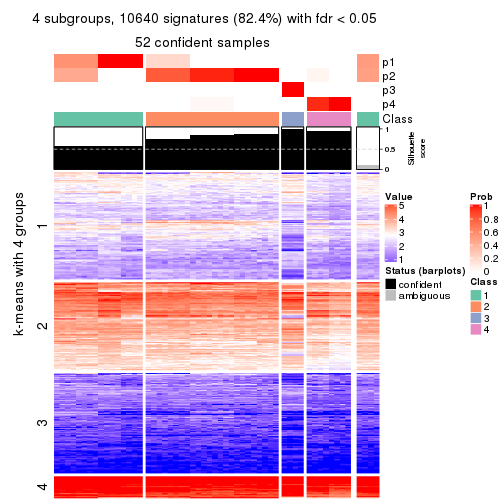 4 subgroups, 10640 signatures (82.4%) with fdr < 0.05
52 confident samples
p1
p2
p3
p4
Class
1
0.5
0
Silhouette
score
k-means with 4 groups
1
2
3
4
Value
5
4
3
2
1
Status (barplots)
confident
ambiguous
Prob
1
0.8
0.6
0.4
0.2
0
Class
1
2
3
4